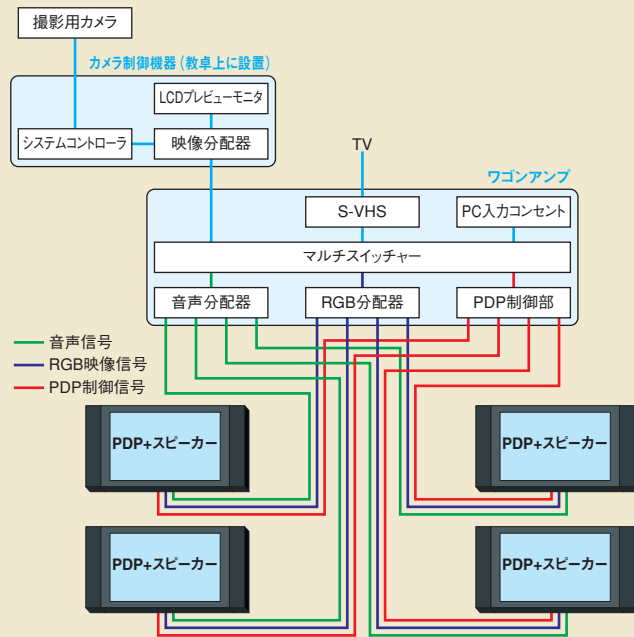 撮影用カメラ
カメラ制御機器（教卓上に設置）
LCDプレビューモニタ
システムコントローラ
映像分配器
TV
ワゴンアンプ
S-VHS
PC入力コンセント
マルチスイッチャー
音声分配器
RGB分配器
PDP制御部
音声信号
RGB映像信号
PDP制御信号
PDP+スピーカー
PDP+スピーカー
PDP+スピーカー
PDP+スピーカー